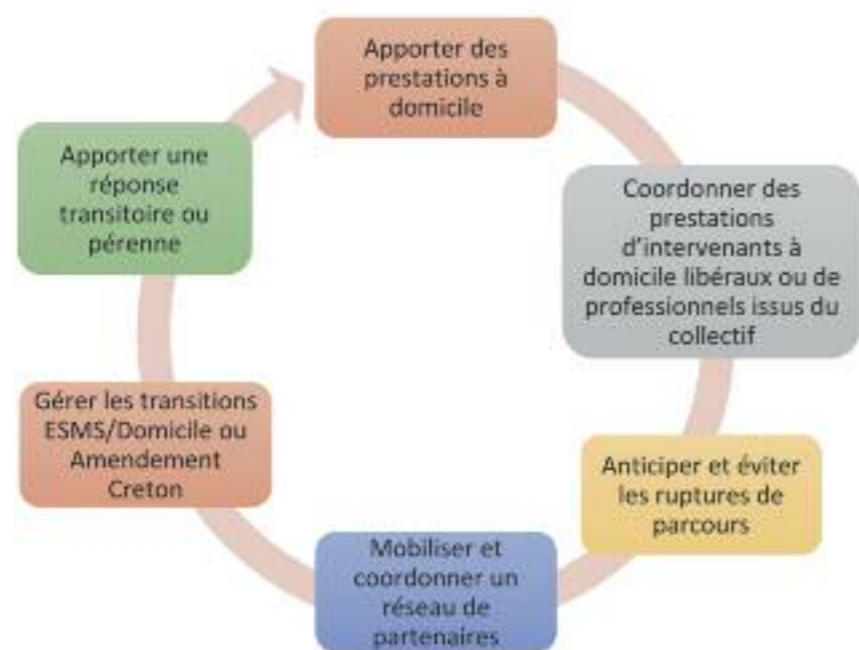 Apporter des
prestations à
domicile
Coordonner des
prestations
d'intervenants à
domicile libéraux ou de
professionnels issus du
collectif
Anticiper et éviter
les ruptures de
parcours
Mobiliser et
coordonner un
réseau de
partenaires
Gérer les transitions
ESMS/Domicile ou
Amendement
Creton
Apporter une
réponse
transitoire ou
pérenne